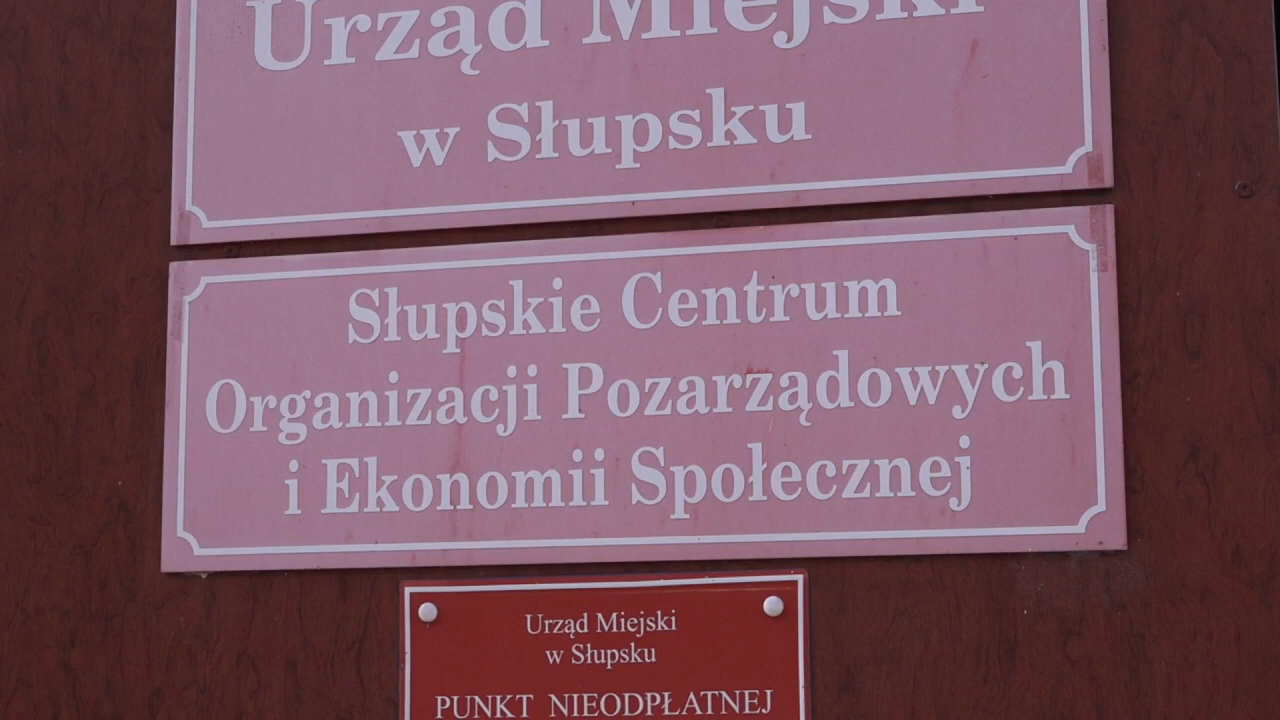 Urząd Miejski
w Słupsku
Słupskie Centrum
Organizacji Pozarządowych
i Ekonomii Społecznej
Urząd Miejski
w Słupsku
PUNKT NIEODPŁATNEJ